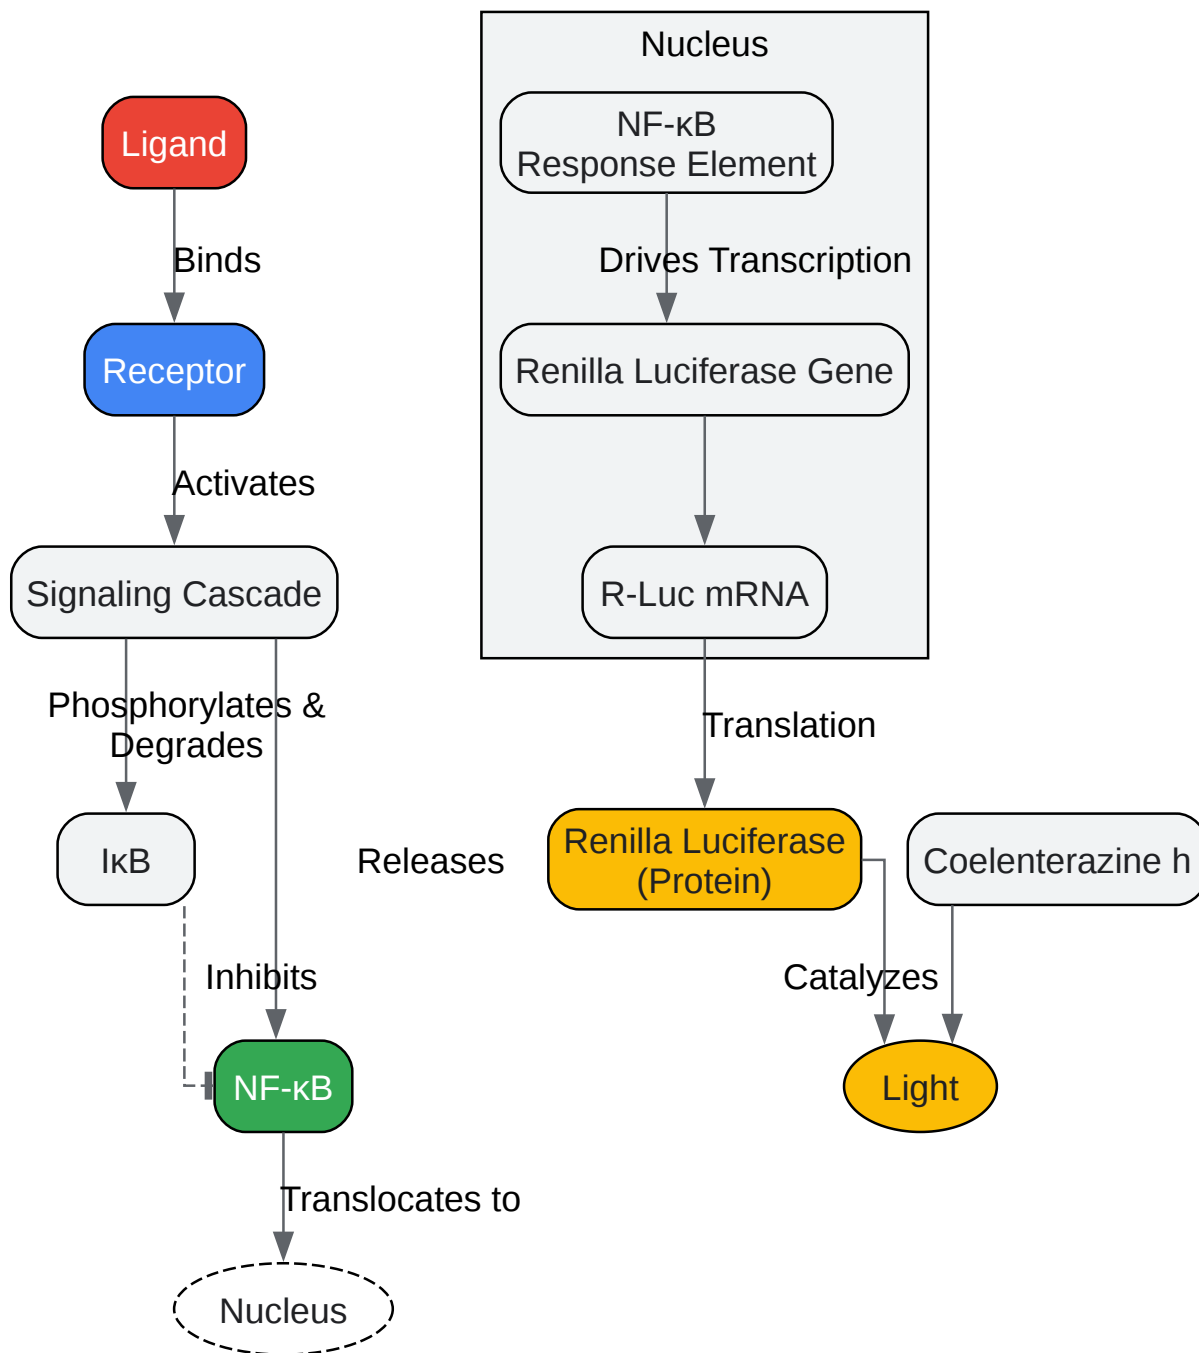 Nucleus
NF-κB
Response Element
Ligand
Binds
Drives Transcription
Receptor
Renilla Luciferase Gene
Activates
Signaling Cascade
R-Luc mRNA
Phosphorylates &
Degrades
Translation
IκB
Releases
Renilla Luciferase
(Protein)
Coelenterazine h
Inhibits
Catalyzes
NF-κB
Light
Translocates to
Nucleus